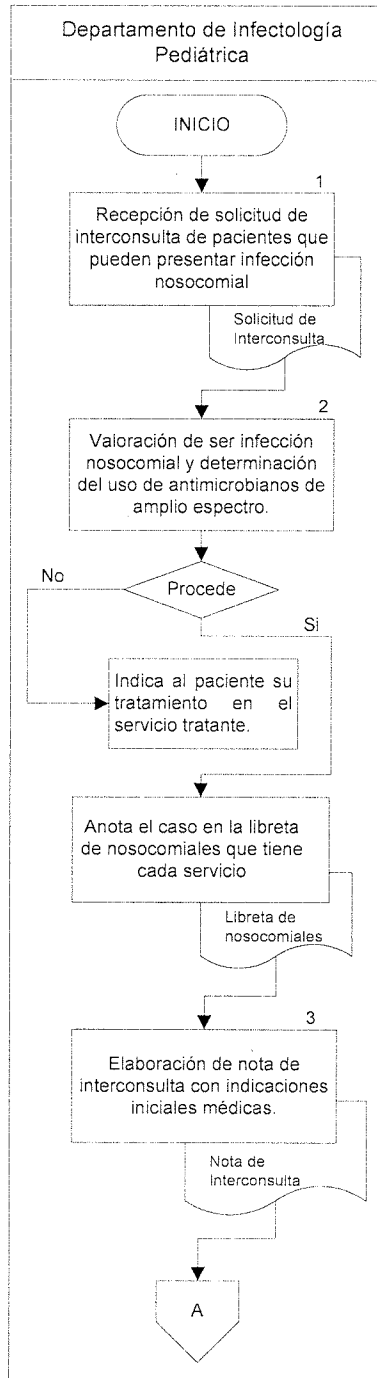 Departamento de Infectología
Pediátrica
INICIO
1
Recepción de solicitud de
interconsulta de pacientes que
pueden presentar infección
nosocomial
Solicitud de
Interconsulta
2
Valoración de ser infección
nosocomial y determinación
del uso de antimicrobianos de
amplio espectro.
No
Procede
Si
Indica al paciente su
tratamiento en el
servicio tratante.
Anota el caso en la libreta
de nosocomiales que tiene
cada servicio
Libreta de
nosocomiales
3
Elaboración de nota de
interconsulta con indicaciones
iniciales médicas.
Nota de
Interconsulta
A